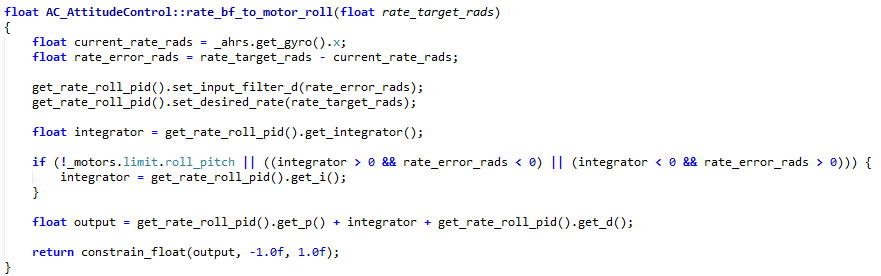 float AC_AttitudeControl::rate_bf_to_motor_roll(float rate_target_rads)
{
    float current_rate_rads = _ahrs.get_gyro().x;
    float rate_error_rads = rate_target_rads - current_rate_rads;

    get_rate_roll_pid().set_input_filter_d(rate_error_rads);
    get_rate_roll_pid().set_desired_rate(rate_target_rads);

    float integrator = get_rate_roll_pid().get_integrator();

    if (!_motors.limit.roll_pitch || ((integrator > 0 && rate_error_rads < 0) || (integrator < 0 && rate_error_rads > 0))) {
        integrator = get_rate_roll_pid().get_i();
    }

    float output = get_rate_roll_pid().get_p() + integrator + get_rate_roll_pid().get_d();

    return constrain_float(output, -1.0f, 1.0f);
}